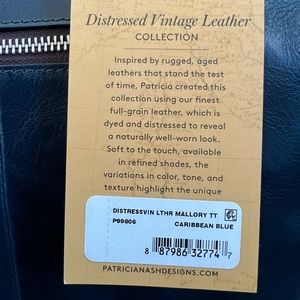 Distressed Vintage Leather
COLLECTION
Inspired by rugged, aged
leathers that stand the test
of time, Patricia created this
collection using our finest
full-grain leather, which is
dyed and distressed to reveal
a naturally well-worn look.
Soft to the touch, available
in refined shades, the
variations in color, tone, and
texture highlight the unique
DISTRESSVIN LTHR MALLORY TT
P99606 CARIBBEAN BLUE
8 87986 32774 7
PATRICIANASHDESIGNS.COM